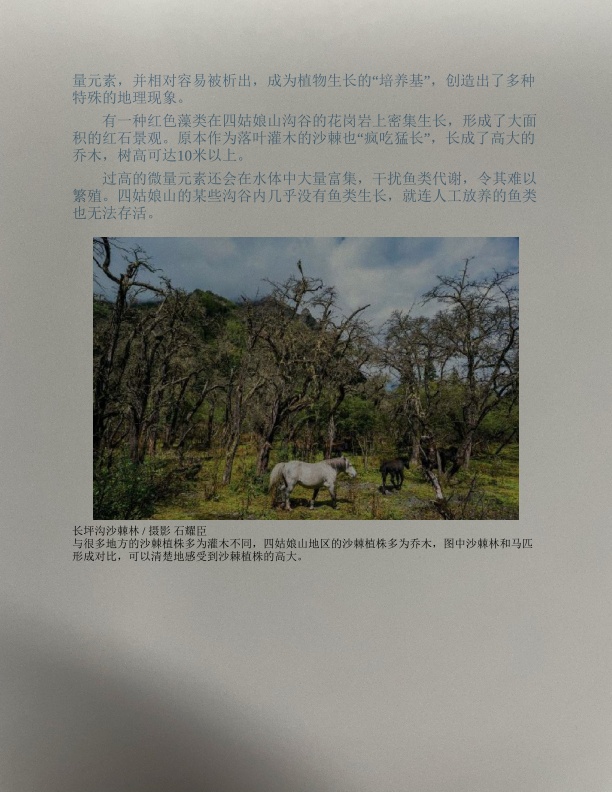 量元素，并相对容易被析出，成为植物生长的“培养基”，创造出了多种
特殊的地理现象。
有一种红色藻类在四姑娘山沟谷的花岗岩上密集生长，形成了大面
积的红石景观。原本作为落叶灌木的沙棘也“疯吃猛长”，长成了高大的
乔木，树高可达10米以上。
过高的微量元素还会在水体中大量富集，干扰鱼类代谢，令其难以
繁殖。四姑娘山的某些沟谷内几乎没有鱼类生长，就连人工放养的鱼类
也无法存活。
长坪沟沙棘林 / 摄影 石耀臣
与很多地方的沙棘植株多为灌木不同，四姑娘山地区的沙棘植株多为乔木，图中沙棘林和马匹
形成对比，可以清楚地感受到沙棘植株的高大。